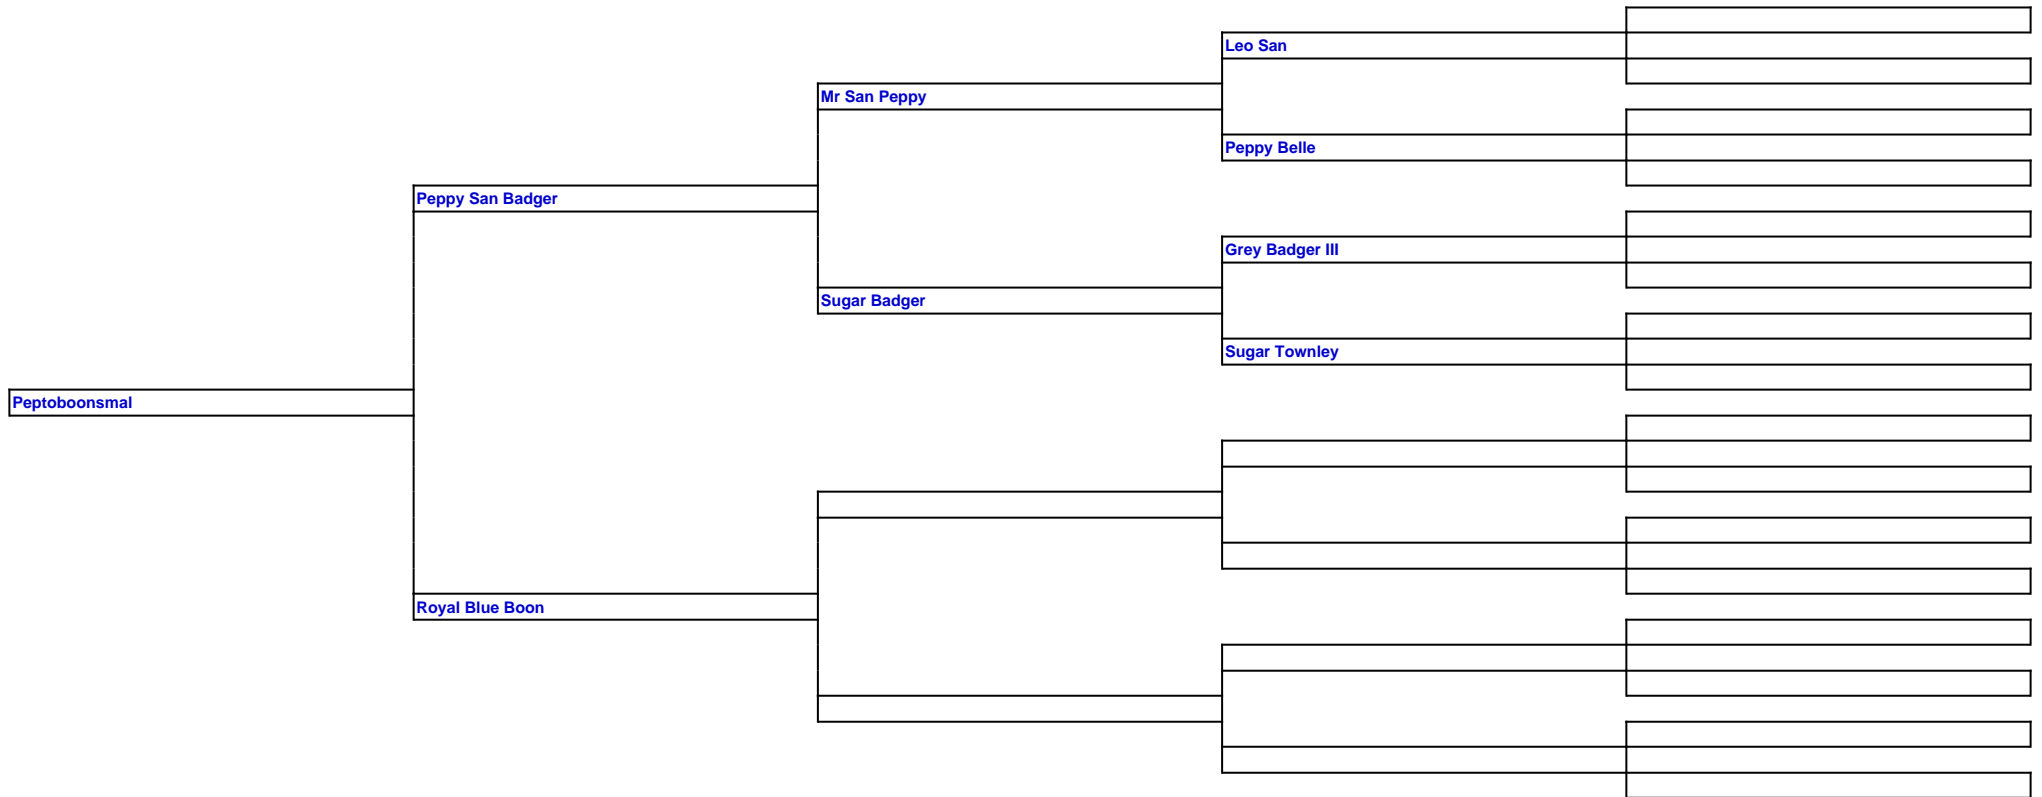 Leo San
Mr San Peppy
Peppy Belle
Peppy San Badger
Grey Badger III
Sugar Badger
Sugar Townley
Peptoboonsmal
Royal Blue Boon